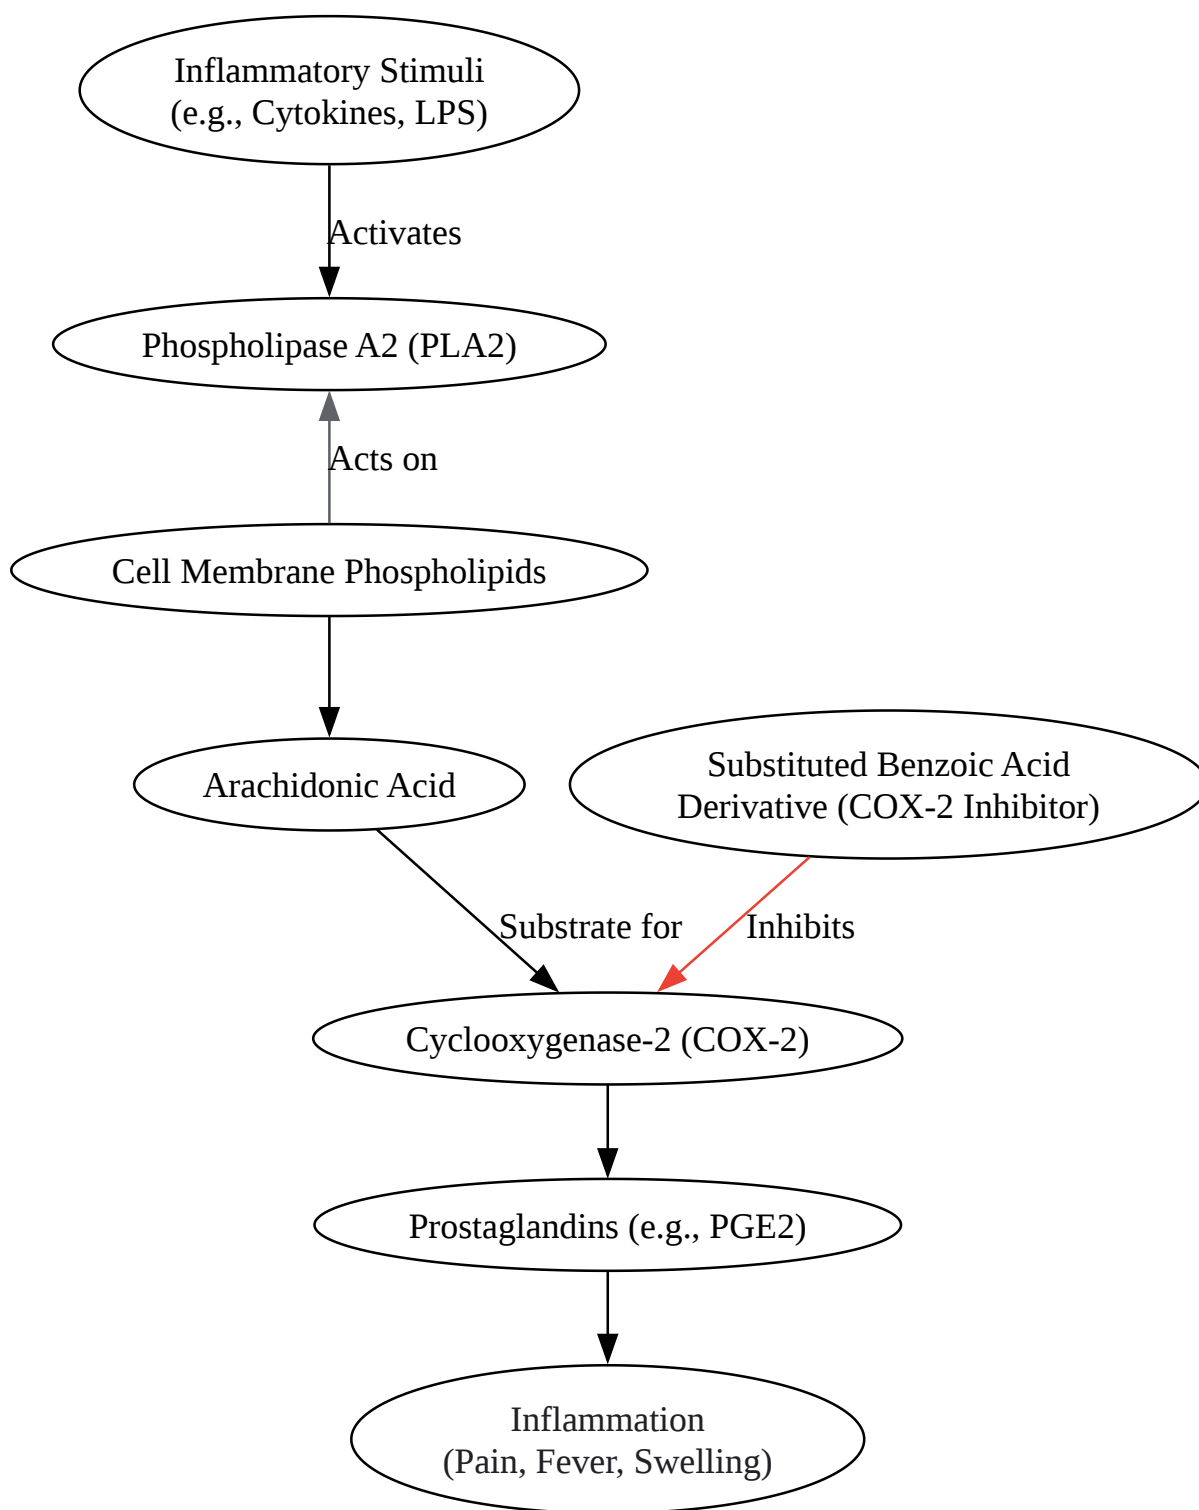 Inflammatory Stimuli
(e.g., Cytokines, LPS)
Activates
Phospholipase A2 (PLA2)
Acts on
Cell Membrane Phospholipids
Arachidonic Acid
Substituted Benzoic Acid
Derivative (COX-2 Inhibitor)
Substrate for
Inhibits
Cyclooxygenase-2 (COX-2)
Prostaglandins (e.g., PGE2)
Inflammation
(Pain, Fever, Swelling)